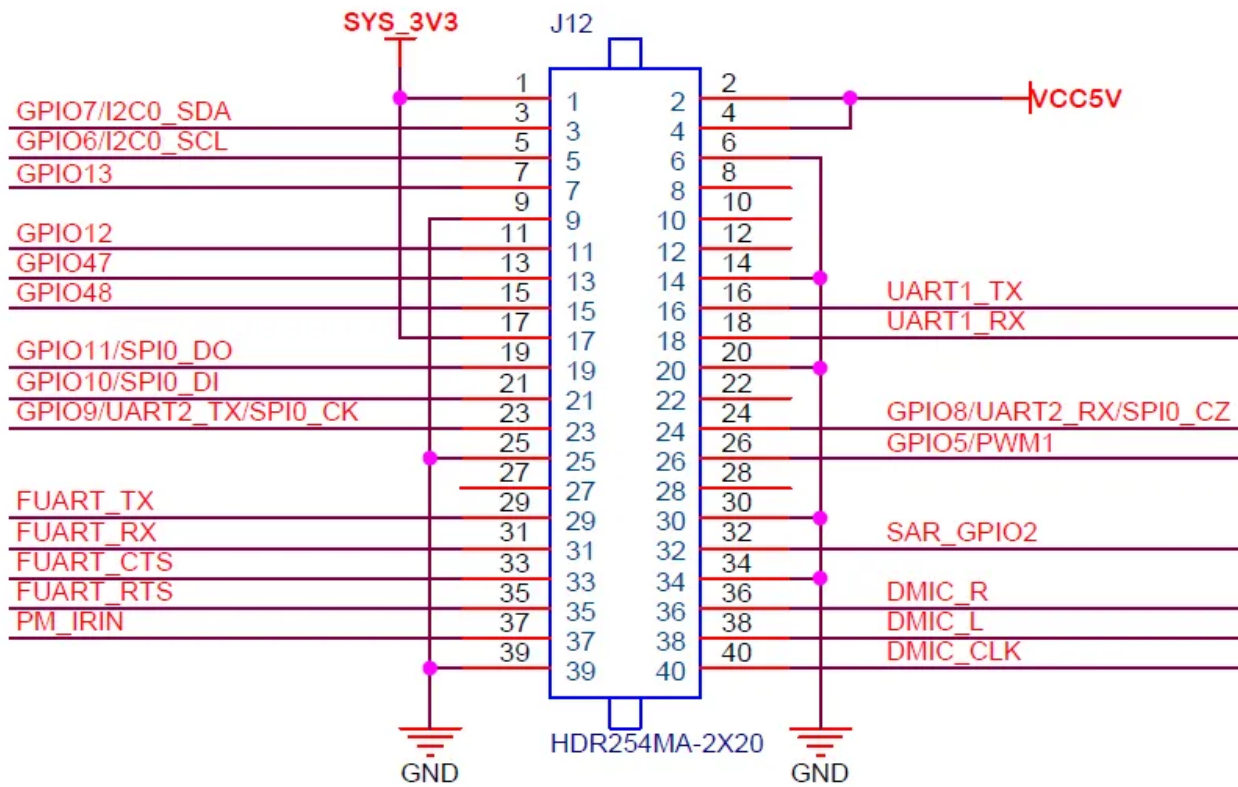 SYS_3V3
J12
1 1 2 2 VCC5V
GPIO7/I2C0_SDA 3 3 4 4
GPIO6/I2C0_SCL 5 5 6 6
GPIO13 7 7 8 8
9 9 10 10
GPIO12 11 11 12 12
GPIO47 13 13 14 14
GPIO48 15 15 16 16 UART1_TX
17 17 18 18 UART1_RX
GPIO11/SPI0_DO 19 19 20 20
GPIO10/SPI0_DI 21 21 22 22
GPIO9/UART2_TX/SPI0_CK 23 23 24 24 GPIO8/UART2_RX/SPI0_CZ
25 25 26 26 GPIO5/PWM1
27 27 28 28
FUART_TX 29 29 30 30
FUART_RX 31 31 32 32 SAR_GPIO2
FUART_CTS 33 33 34 34
FUART_RTS 35 35 36 36 DMIC_R
PM_IRIN 37 37 38 38 DMIC_L
39 39 40 40 DMIC_CLK
HDR254MA-2X20
GND GND